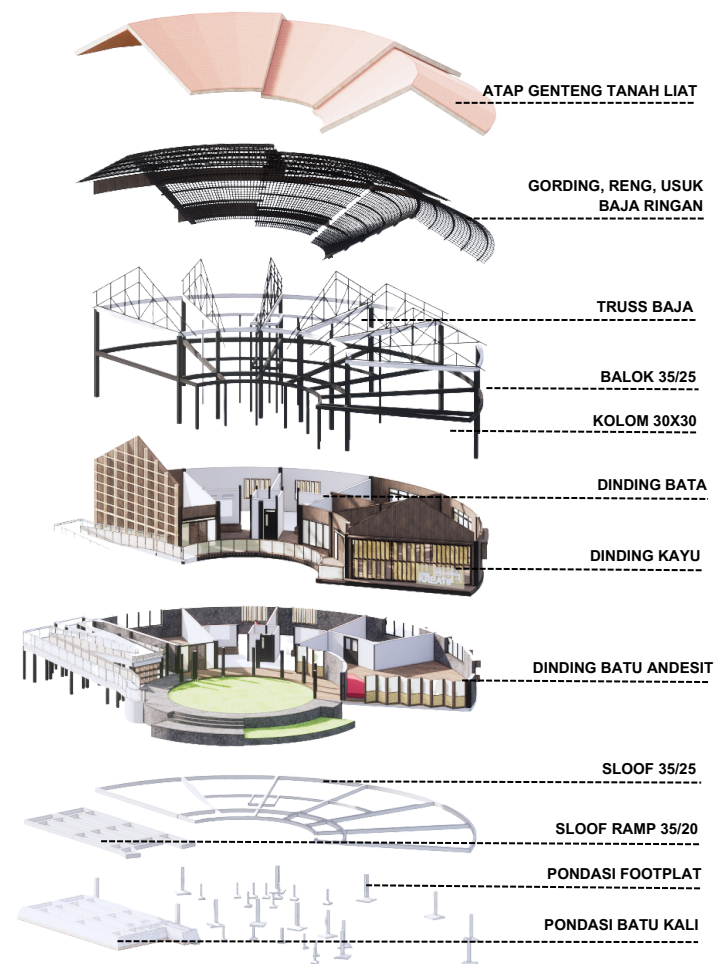 ATAP GENTENG TANAH LIAT
GORDING, RENG, USUK
BAJA RINGAN
TRUSS BAJA
BALOK 35/25
KOLOM 30X30
DINDING BATA
DINDING KAYU
KREATIF
DINDING BATU ANDESIT
SLOOF 35/25
SLOOF RAMP 35/20
PONDASI FOOTPLAT
PONDASI BATU KALI